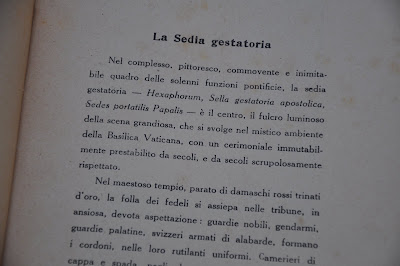 La Sedia gestatoria
Nel complesso, pittoresco, commovente e inimita-
bile quadro delle solenni funzioni pontificie, la sedia
gestatoria — Hexaphorum, Sella gestatoria apostolica,
Sedes portatilis Papalis — è il centro, il fulcro luminoso
della scena grandiosa, che si svolge nel mistico ambiente
della Basilica Vaticana, con un cerimoniale immutabil-
mente prestabilito da secoli, e da secoli scrupolosamente
rispettato.
Nel maestoso tempio, parato di damaschi rossi trinati
d'oro, la folla dei fedeli si assiepa nelle tribune, in
ansiosa, devota aspettazione: guardie nobili, gendarmi,
guardie palatine, svizzeri armati di alabarde, formano
i cordoni, nelle loro rutilanti uniformi. Camerieri di
cappa e spada, negli